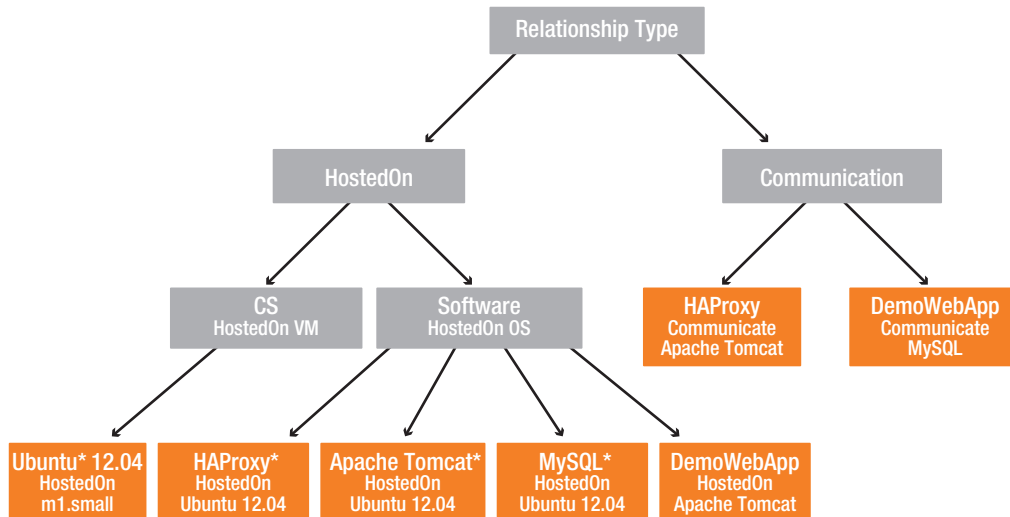 Relationship Type
HostedOn
Communication
CS
HostedOn VM
Software
HostedOn OS
HAProxy
Communicate
Apache Tomcat
DemoWebApp
Communicate
MySQL
Ubuntu* 12.04
HostedOn
m1.small
HAProxy*
HostedOn
Ubuntu 12.04
Apache Tomcat*
HostedOn
Ubuntu 12.04
MySQL*
HostedOn
Ubuntu 12.04
DemoWebApp
HostedOn
Apache Tomcat